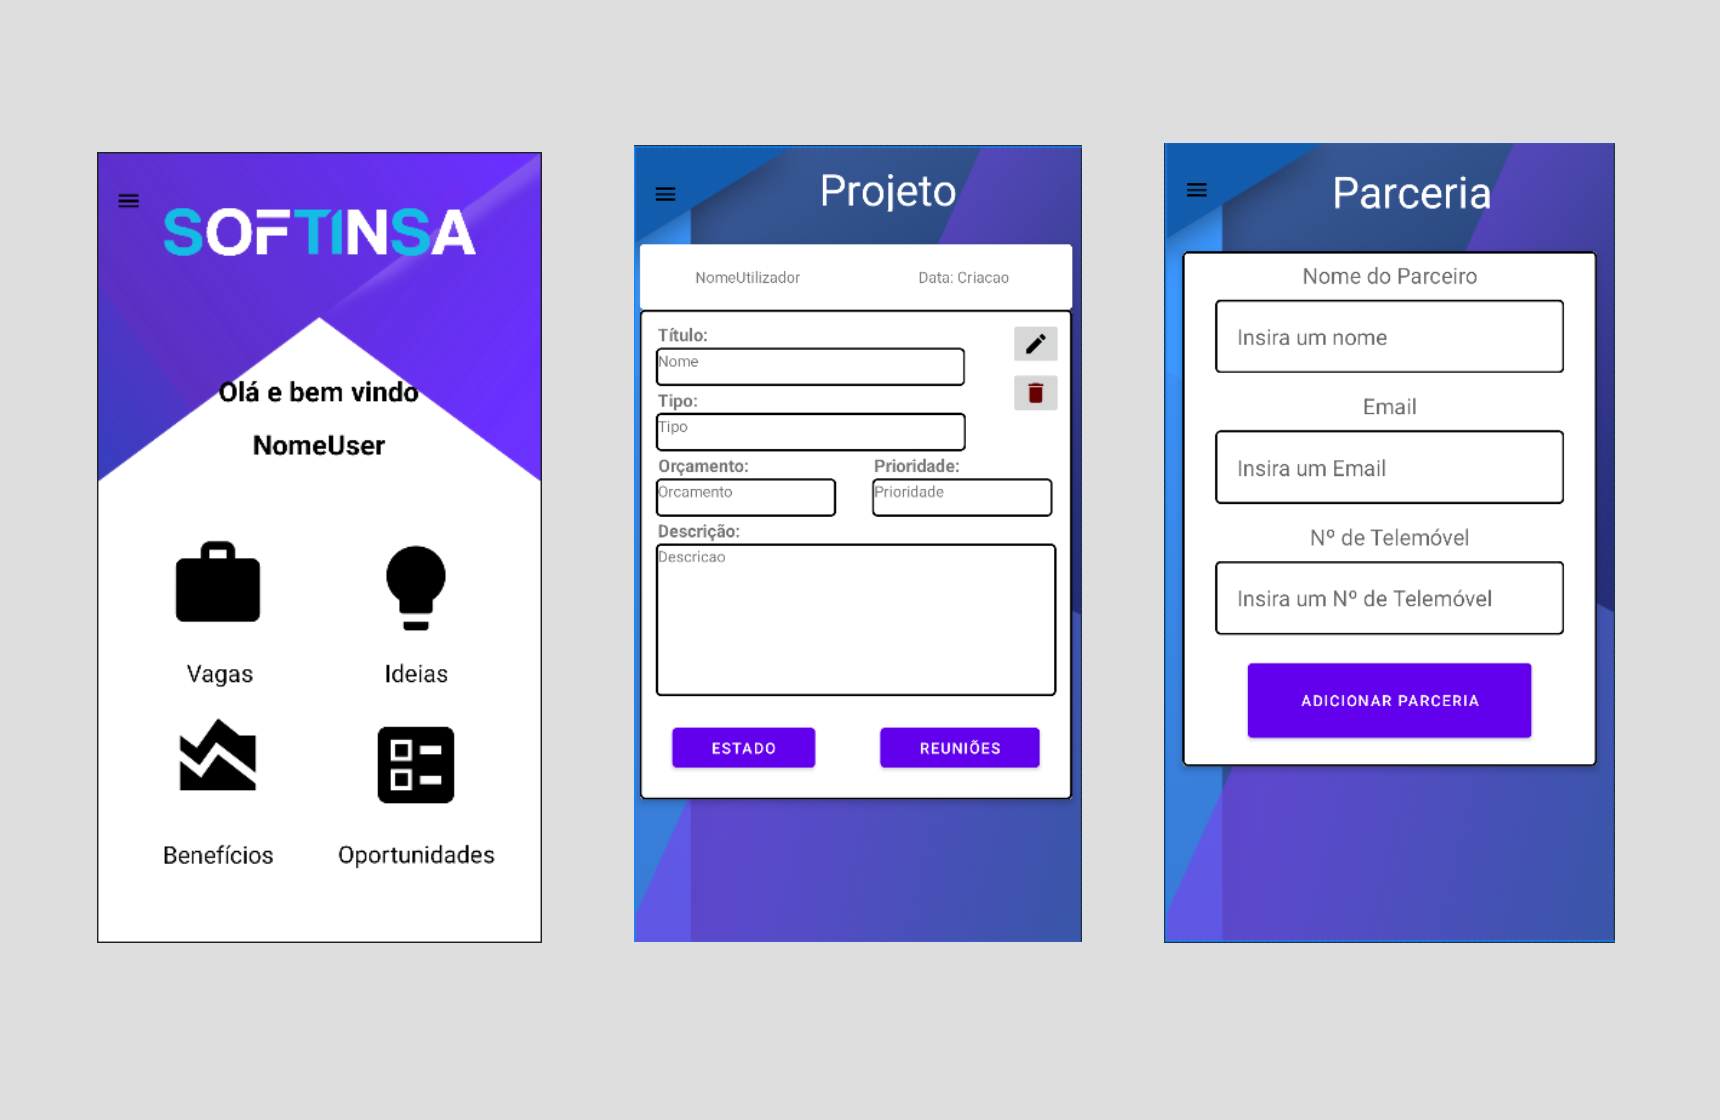 SOFTINSA
Olá e bem vindo
NomeUser
Vagas
Ideias
Benefícios
Oportunidades
Projeto
NomeUtilizador
Data: Criacao
Título:
Nome
Tipo:
Tipo
Orçamento:
Prioridade:
Orcamento
Prioridade
Descrição:
Descricao
ESTADO
REUNIÕES
Parceria
Nome do Parceiro
Insira um nome
Email
Insira um Email
Nº de Telemóvel
Insira um Nº de Telemóvel
ADICIONAR PARCERIA